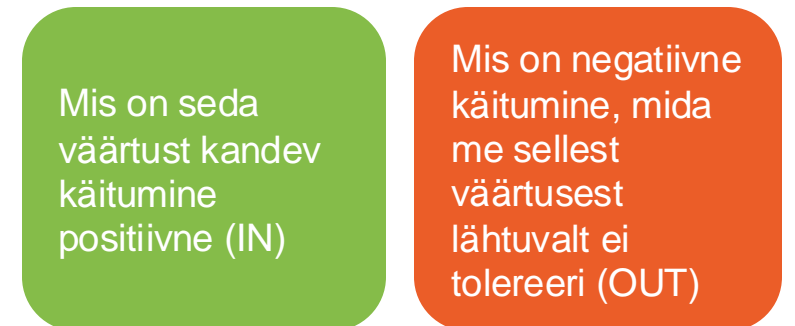 Mis on seda
väärtust kandev
käitumine
positiivne (IN)
Mis on negatiivne
käitumine, mida
me sellest
väärtusest
lähtuvalt ei
tolereeri (OUT)